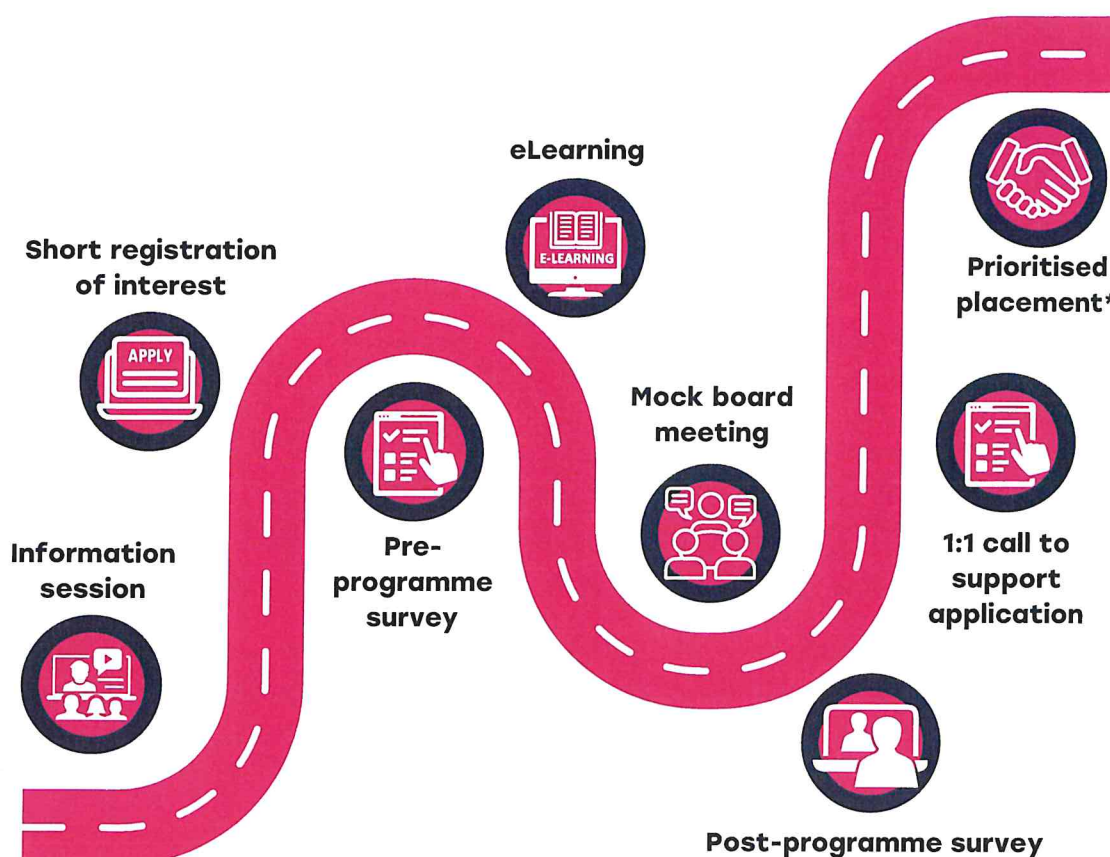 Information
session
Short registration
of interest
APPLY
Pre-
programme
survey
eLearning
E-LEARNING
Mock board
meeting
Post-programme survey
1:1 call to
support
application
Prioritised
placement*